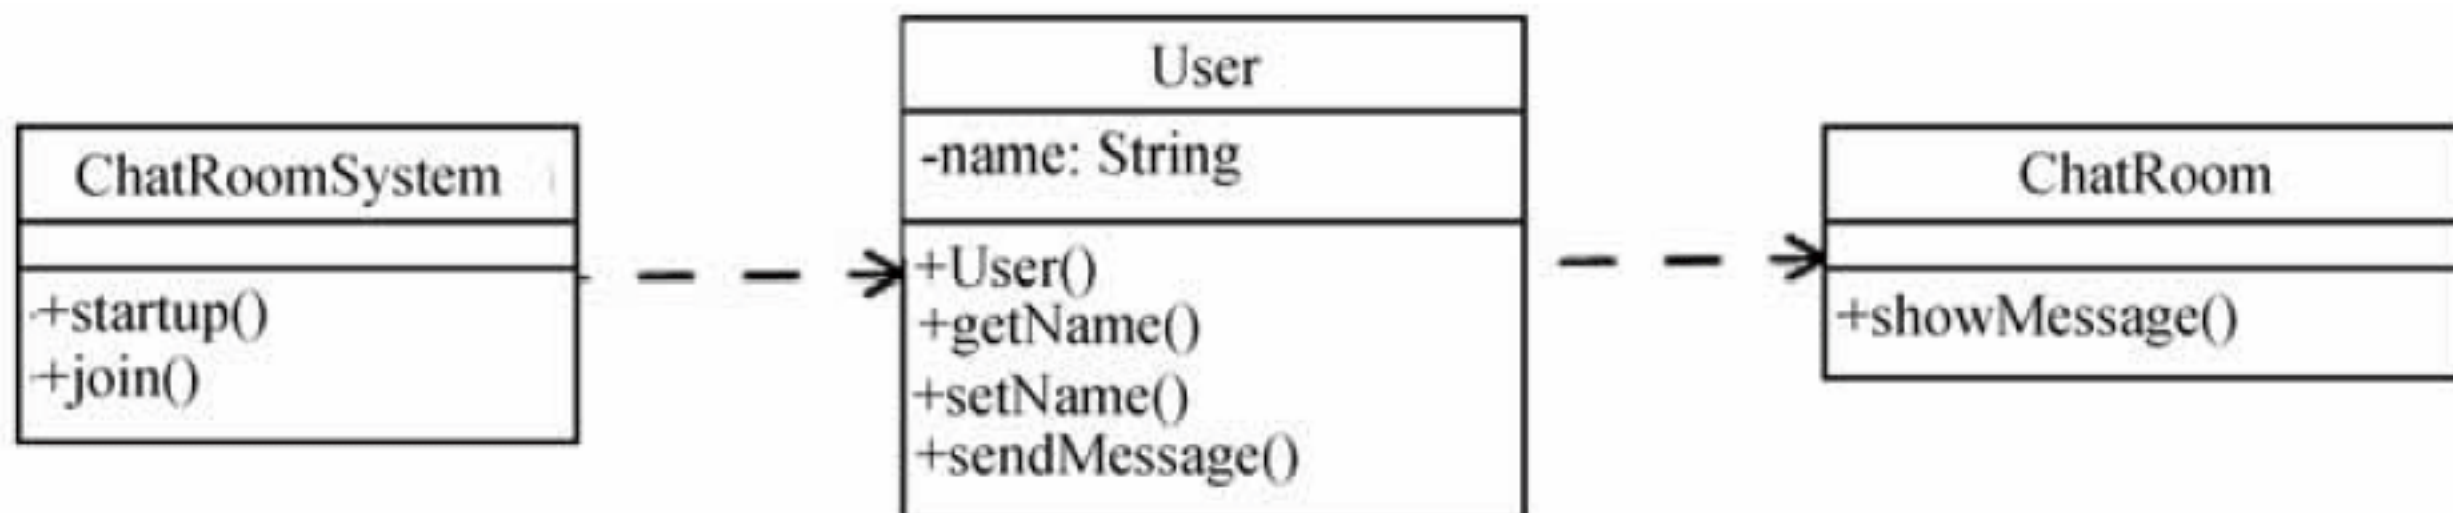 ChatRoomSystem
+startup()
+join()
User
-name: String
+User()
+getName()
+setName()
+sendMessage()
ChatRoom
+showMessage()